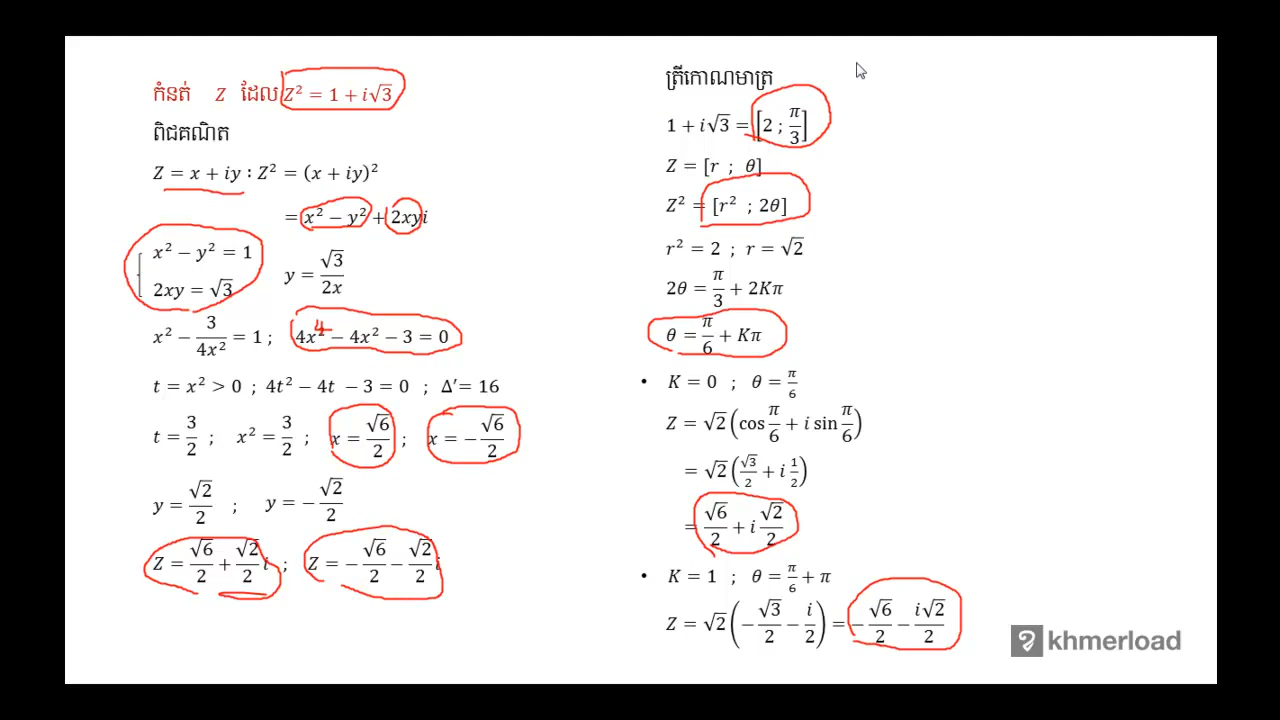 កំនត់ Z ដែល Z² = 1 + i√3
ពិជគណិត
Z = x + iy : Z² = (x + iy)²
= x² − y² + 2xyi
x² − y² = 1
2xy = √3
y = √3/2x
x² − 3/4x² = 1 ; 4x⁴ − 4x² − 3 = 0
t = x² > 0 ; 4t² − 4t − 3 = 0 ; Δ′= 16
t = 3/2 ; x² = 3/2 ; x = √6/2 ; x = −√6/2
y = √2/2 ; y = −√2/2
Z = √6/2 + √2/2 i ; Z = −√6/2 − √2/2 i
ត្រីកោណមាត្រ
1 + i√3 = [2 ; π/3]
Z = [r ; θ]
Z² = [r² ; 2θ]
r² = 2 ; r = √2
2θ = π/3 + 2Kπ
θ = π/6 + Kπ
• K = 0 ; θ = π/6
Z = √2(cos π/6 + i sin π/6)
= √2(√3/2 + i 1/2)
= √6/2 + i √2/2
• K = 1 ; θ = π/6 + π
Z = √2(−√3/2 − i/2) = −√6/2 − i√2/2
khmerload